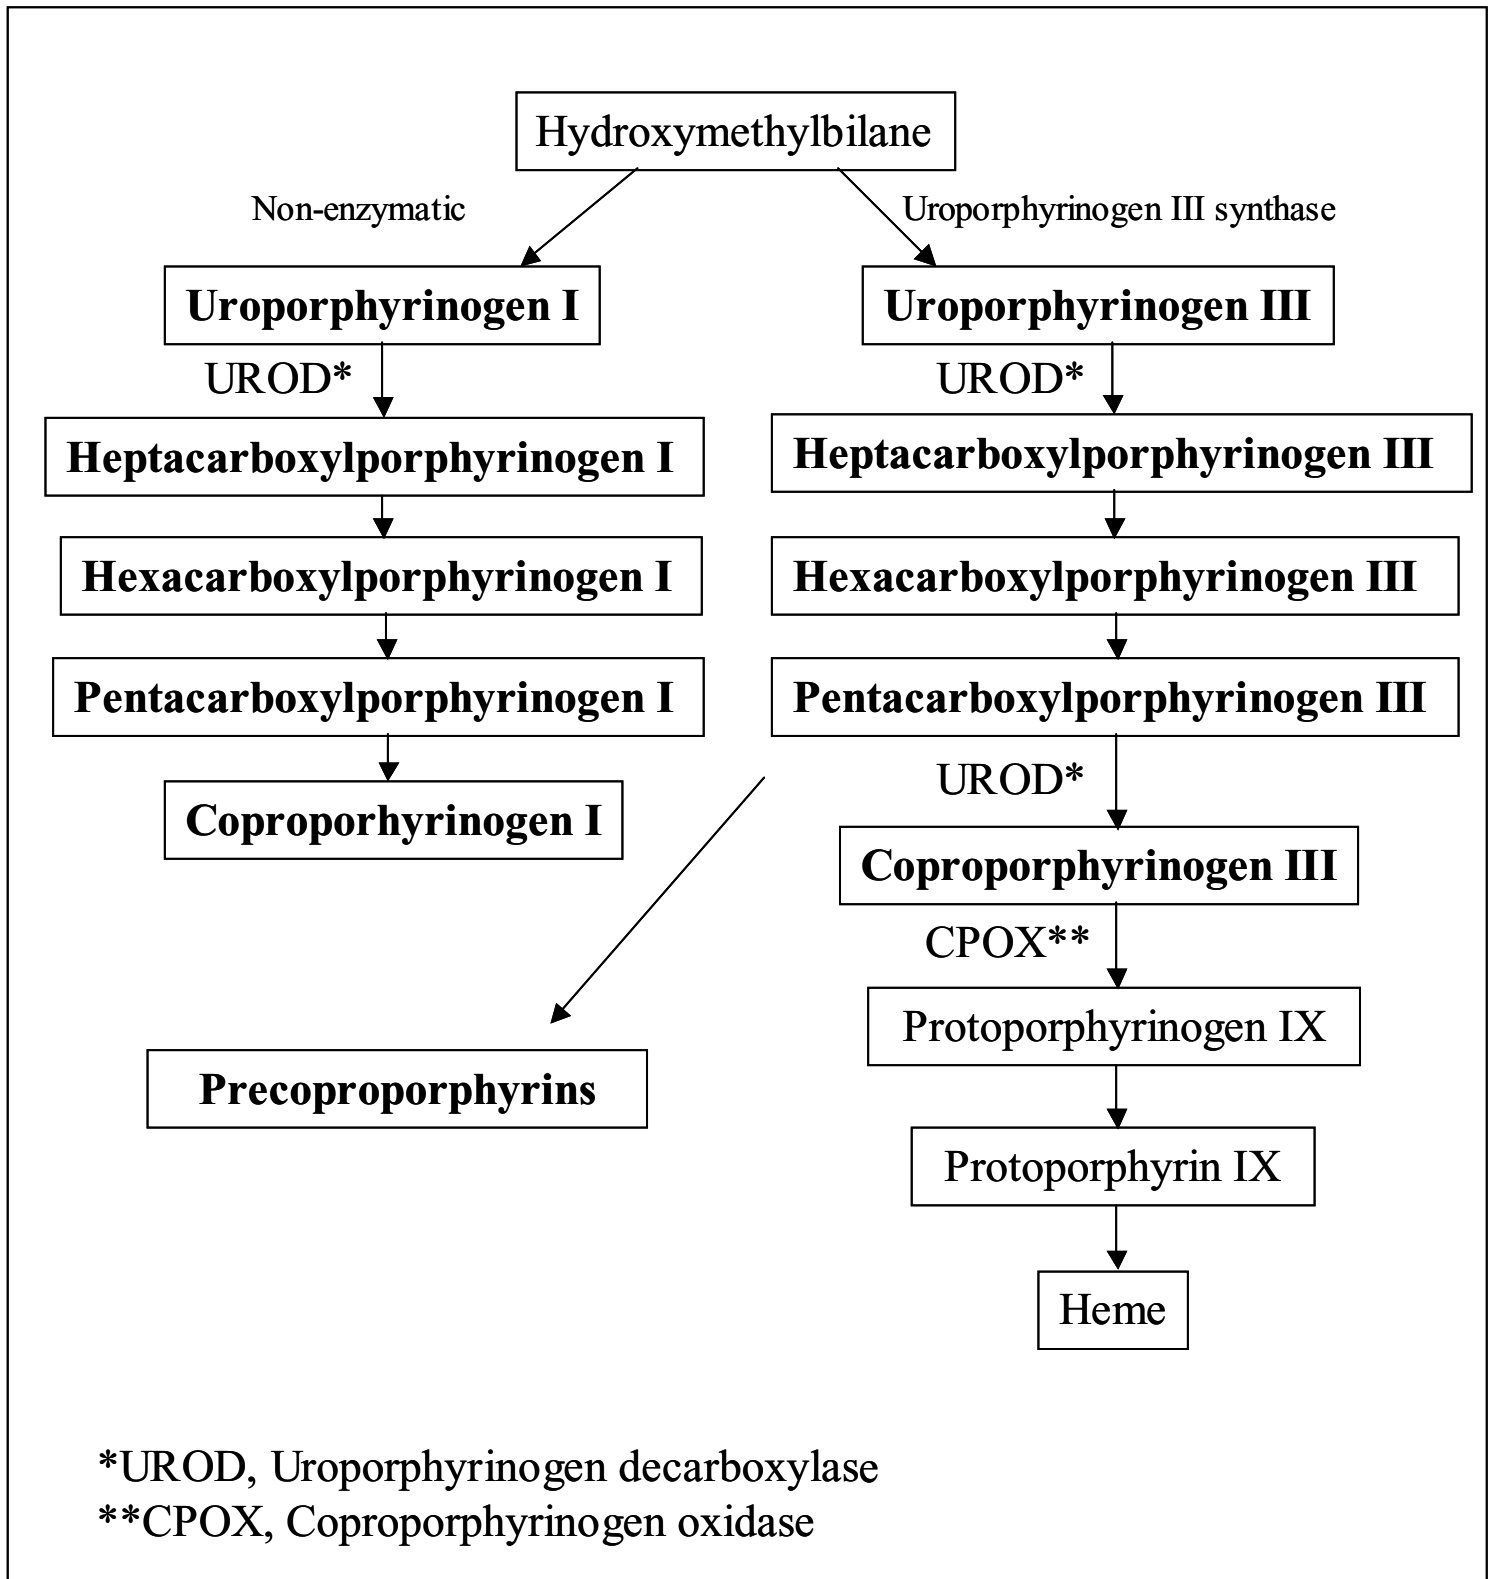 Hydroxymethylbilane
Non-enzymatic
Uroporphyrinogen III synthase
Uroporphyrinogen I
Uroporphyrinogen III
UROD*
UROD*
Heptacarboxylporphyrinogen I
Heptacarboxylporphyrinogen III
Hexacarboxylporphyrinogen I
Hexacarboxylporphyrinogen III
Pentacarboxylporphyrinogen I
Pentacarboxylporphyrinogen III
UROD*
Coproporhyrinogen I
Coproporphyrinogen III
CPOX**
Protoporphyrinogen IX
Precoproporphyrins
Protoporphyrin IX
Heme
*UROD, Uroporphyrinogen decarboxylase
**CPOX, Coproporphyrinogen oxidase